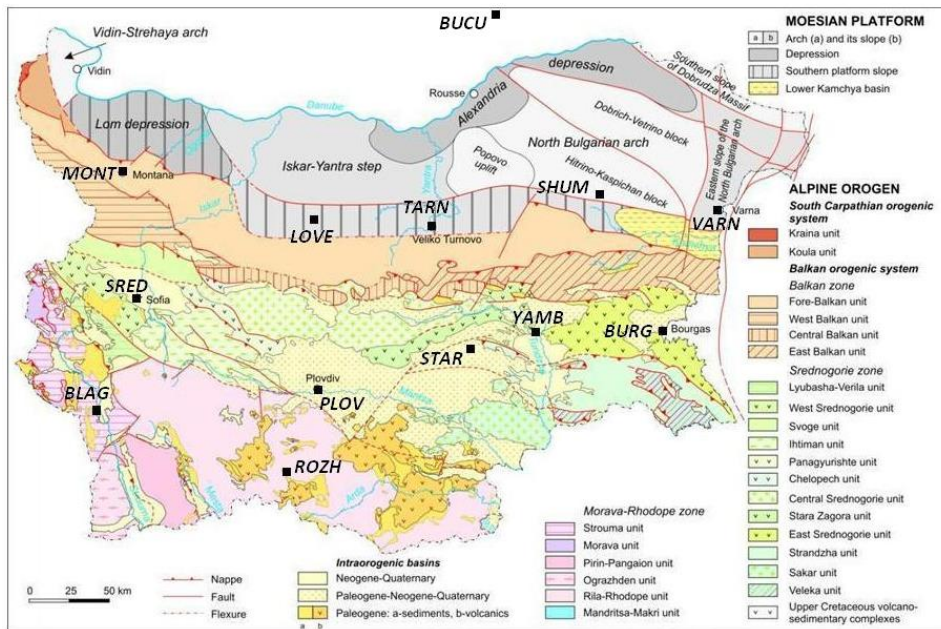 BUCU
Vidin-Strehaya arch
Vidin
Lom depression
Danube
Rousse
Alexandria
depression
Southern slope
of Dobrudza Massif
Dobrich-Vetrino block
North Bulgarian arch
Hitrino-Kaspichan block
Eastern slope of the
North Bulgarian arch
Popovo
uplift
Iskar-Yantra step
Yantra
MONT
Montana
Iskar
LOVE
TARN
Veliko Turnovo
SHUM
VARN
Varna
Kamchya
SRED
Sofia
YAMB
BURG
Bourgas
STAR
Plovdiv
PLOV
Maritsa
BLAG
ROZH
Arda
Strouma
Mesta
MOESIAN PLATFORM
a b
Arch (a) and its slope (b)
Depression
Southern platform slope
Lower Kamchya basin
ALPINE OROGEN
South Carpathian orogenic
system
Kraina unit
Koula unit
Balkan orogenic system
Balkan zone
Fore-Balkan unit
West Balkan unit
Central Balkan unit
East Balkan unit
Srednogorie zone
Lyubasha-Verila unit
West Srednogorie unit
Svoge unit
Ihtiman unit
Panagyurishte unit
Chelopech unit
Central Srednogorie unit
Stara Zagora unit
East Srednogorie unit
Strandzha unit
Sakar unit
Veleka unit
Upper Cretaceous volcano-
sedimentary complexes
Morava-Rhodope zone
Strouma unit
Morava unit
Pirin-Pangaion unit
Ograzhden unit
Rila-Rhodope unit
Mandritsa-Makri unit
Intraorogenic basins
Neogene-Quaternary
Paleogene-Neogene-Quaternary
Paleogene: a-sediments, b-volcanics
a b
Nappe
Fault
Flexure
0 25 50 km